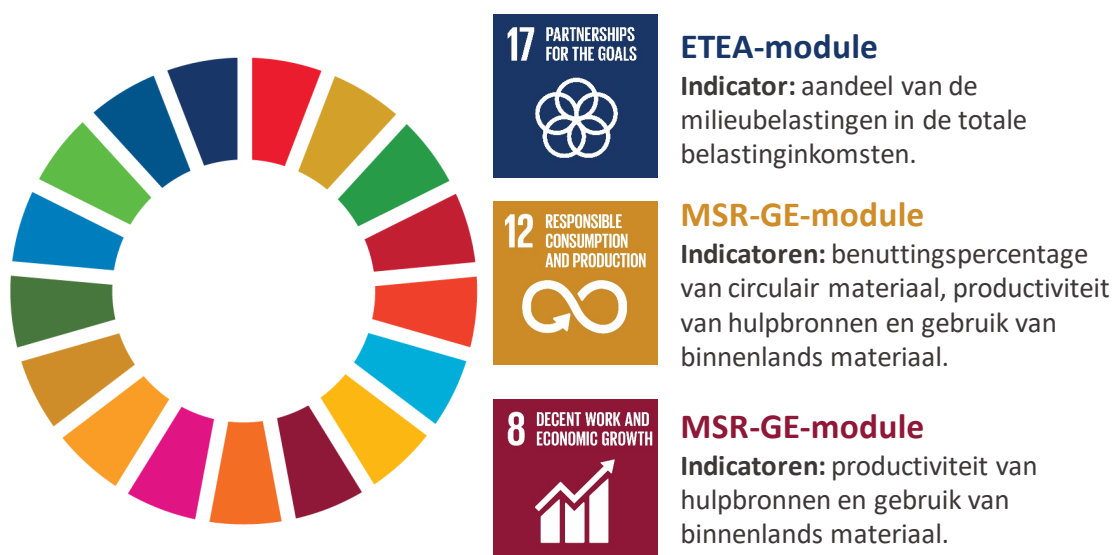 17 PARTNERSHIPS
FOR THE GOALS
ETEA-module
Indicator: aandeel van de
milieubelastingen in de totale
belastinginkomsten.
12 RESPONSIBLE
CONSUMPTION
AND PRODUCTION
MSR-GE-module
Indicatoren: benuttingspercentage
van circulair materiaal, productiviteit
van hulpbronnen en gebruik van
binnenlands materiaal.
8 DECENT WORK AND
ECONOMIC GROWTH
MSR-GE-module
Indicatoren: productiviteit van
hulpbronnen en gebruik van
binnenlands materiaal.